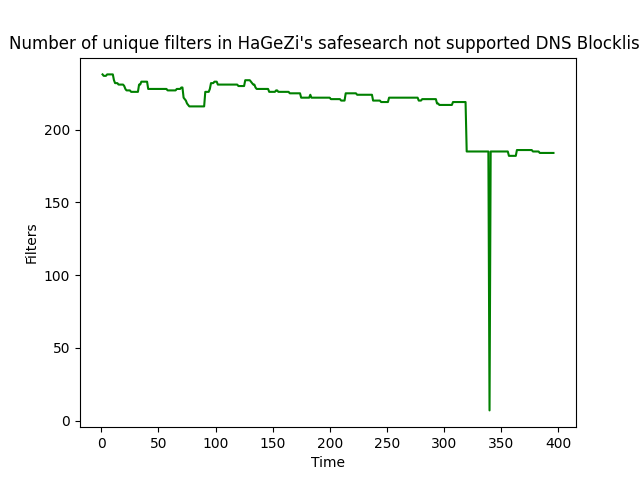 Number of unique filters in HaGeZi's safesearch not supported DNS Blocklis
Filters
200
150
100
50
0
0 50 100 150 200 250 300 350 400
Time